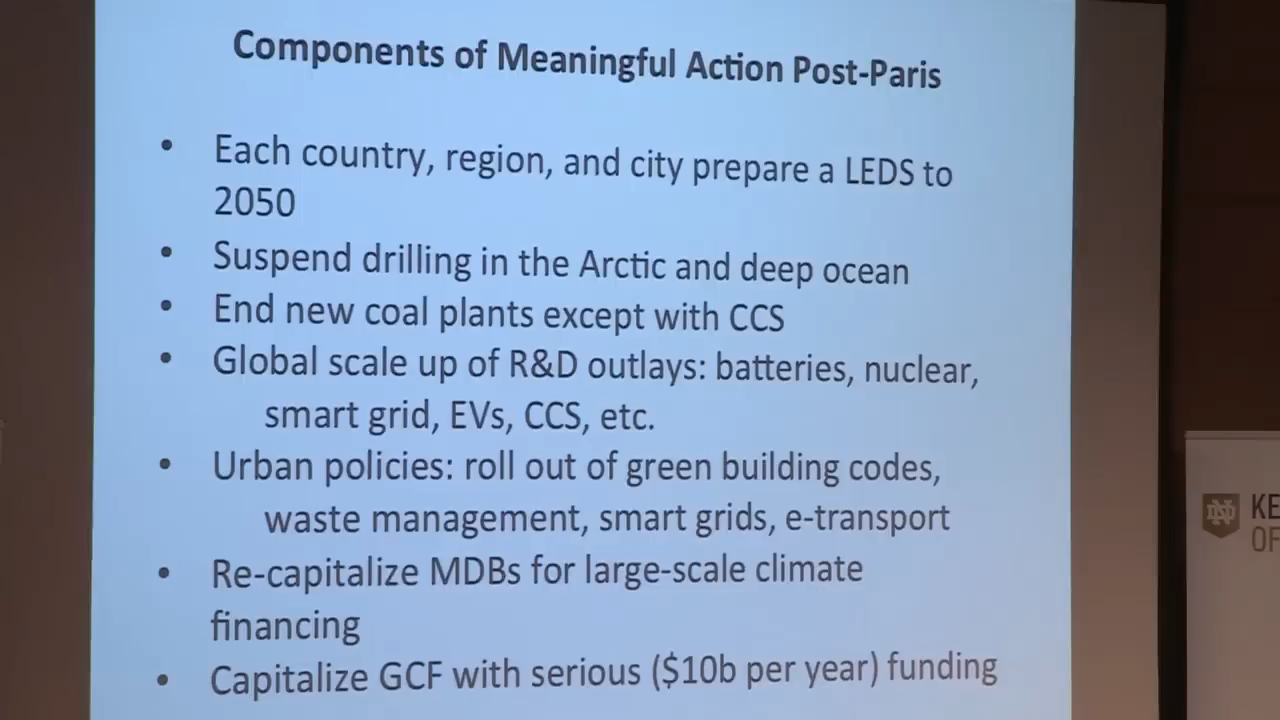 Components of Meaningful Action Post-Paris
• Each country, region, and city prepare a LEDS to
2050
• Suspend drilling in the Arctic and deep ocean
• End new coal plants except with CCS
• Global scale up of R&D outlays: batteries, nuclear,
smart grid, EVs, CCS, etc.
• Urban policies: roll out of green building codes,
waste management, smart grids, e-transport
• Re-capitalize MDBs for large-scale climate
financing
• Capitalize GCF with serious ($10b per year) funding
ND
KE
OF